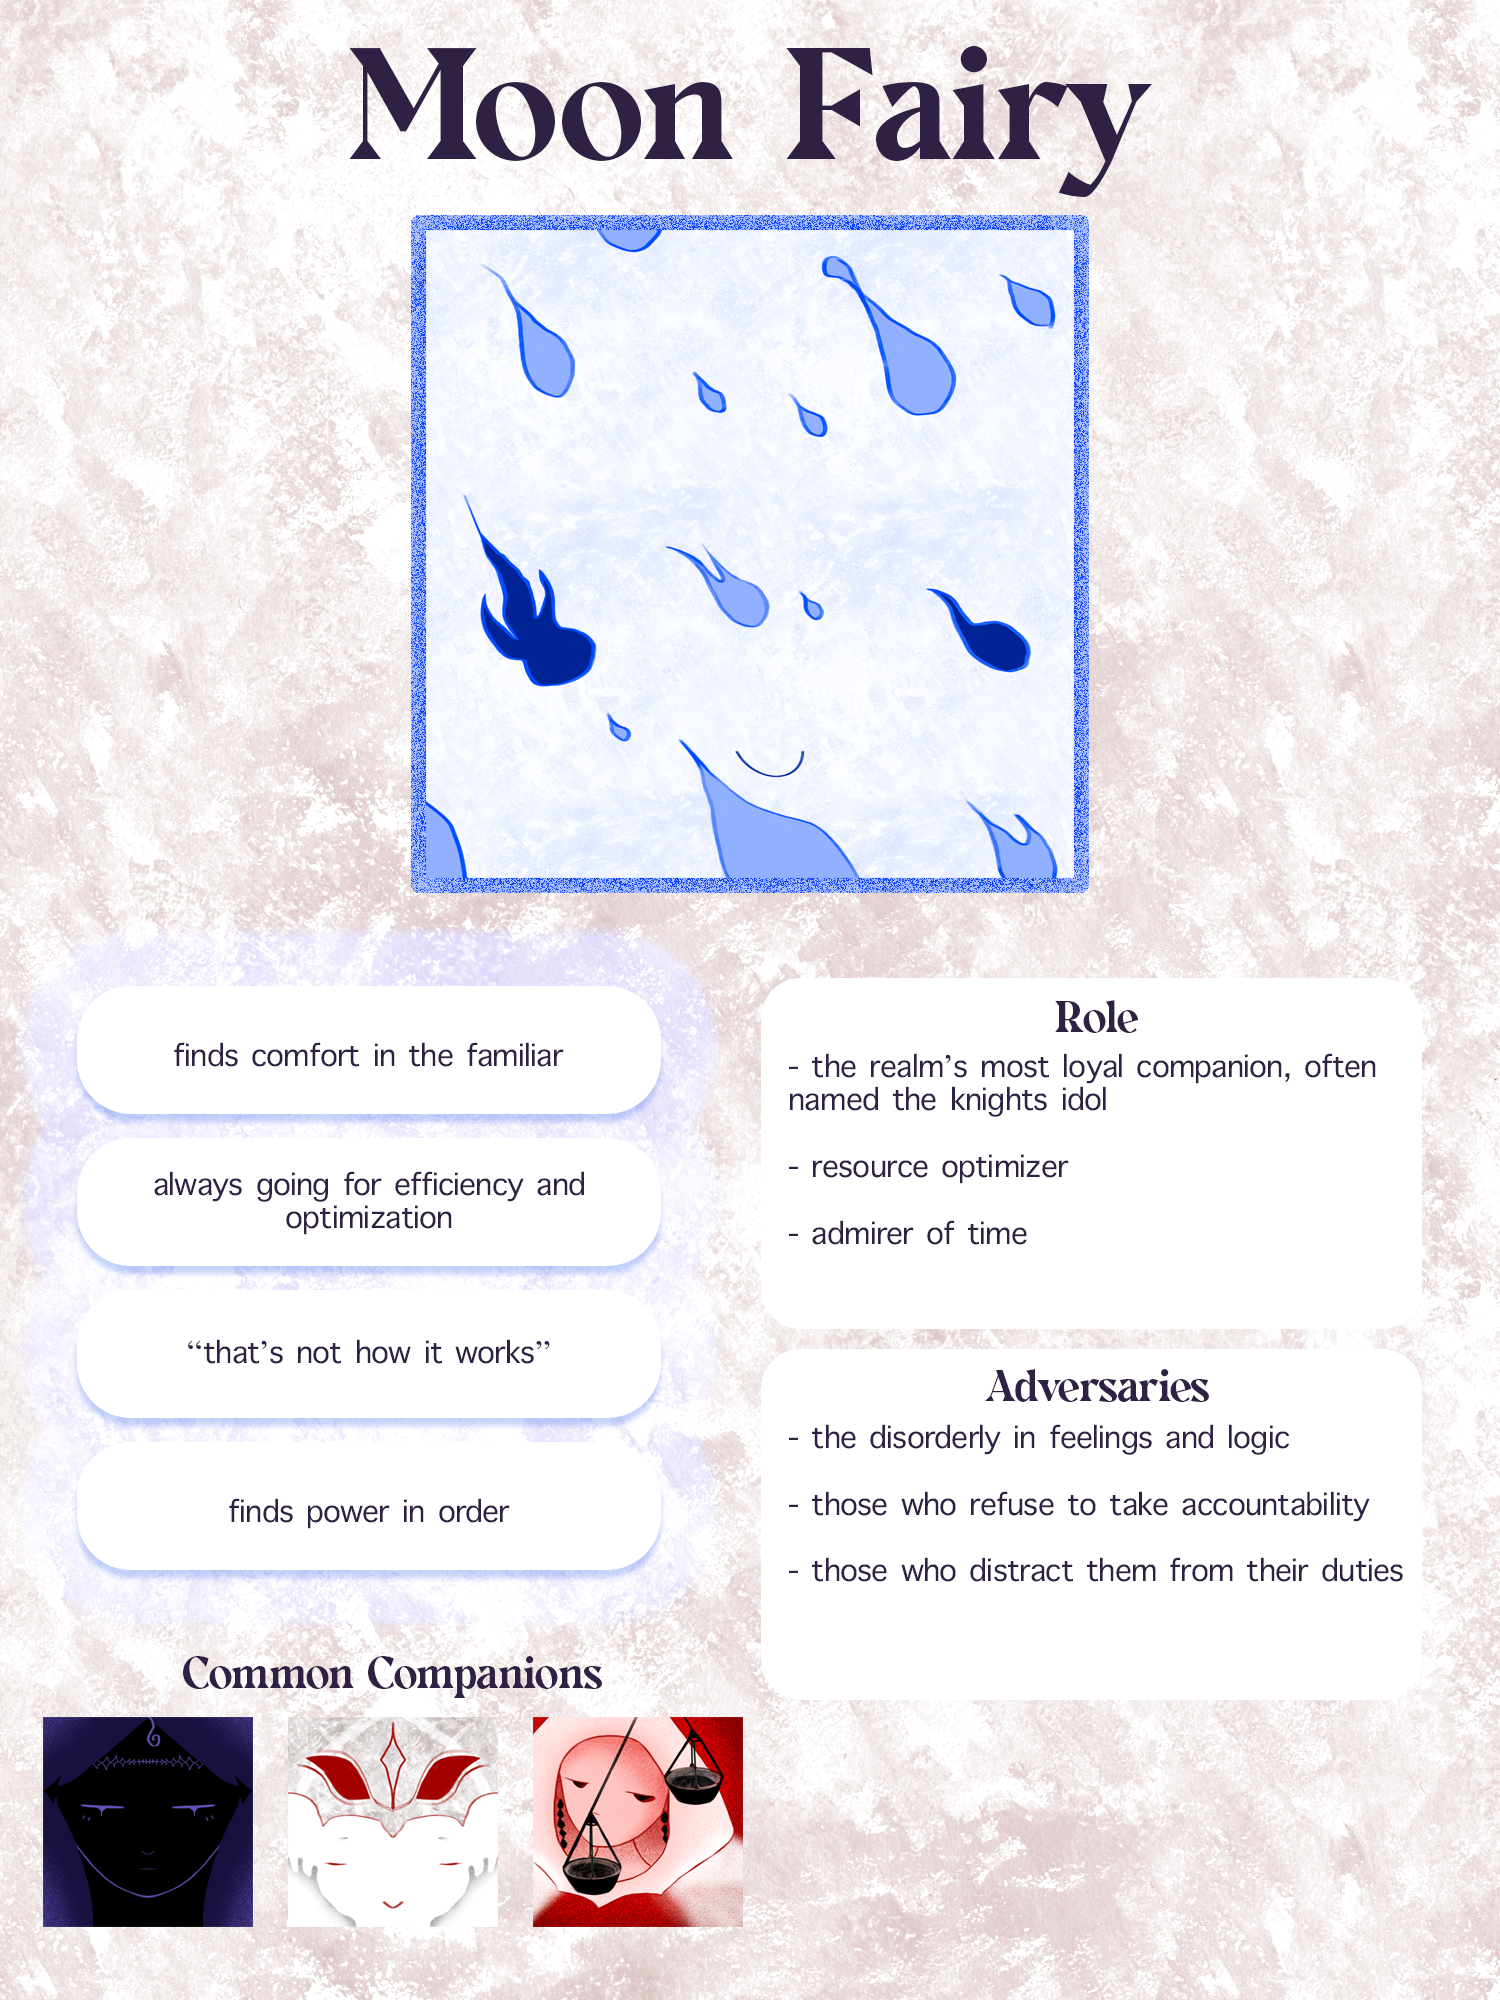 Moon Fairy
finds comfort in the familiar
always going for efficiency and
optimization
“that’s not how it works”
finds power in order
Role
- the realm’s most loyal companion, often
named the knights idol
- resource optimizer
- admirer of time
Adversaries
- the disorderly in feelings and logic
- those who refuse to take accountability
- those who distract them from their duties
Common Companions